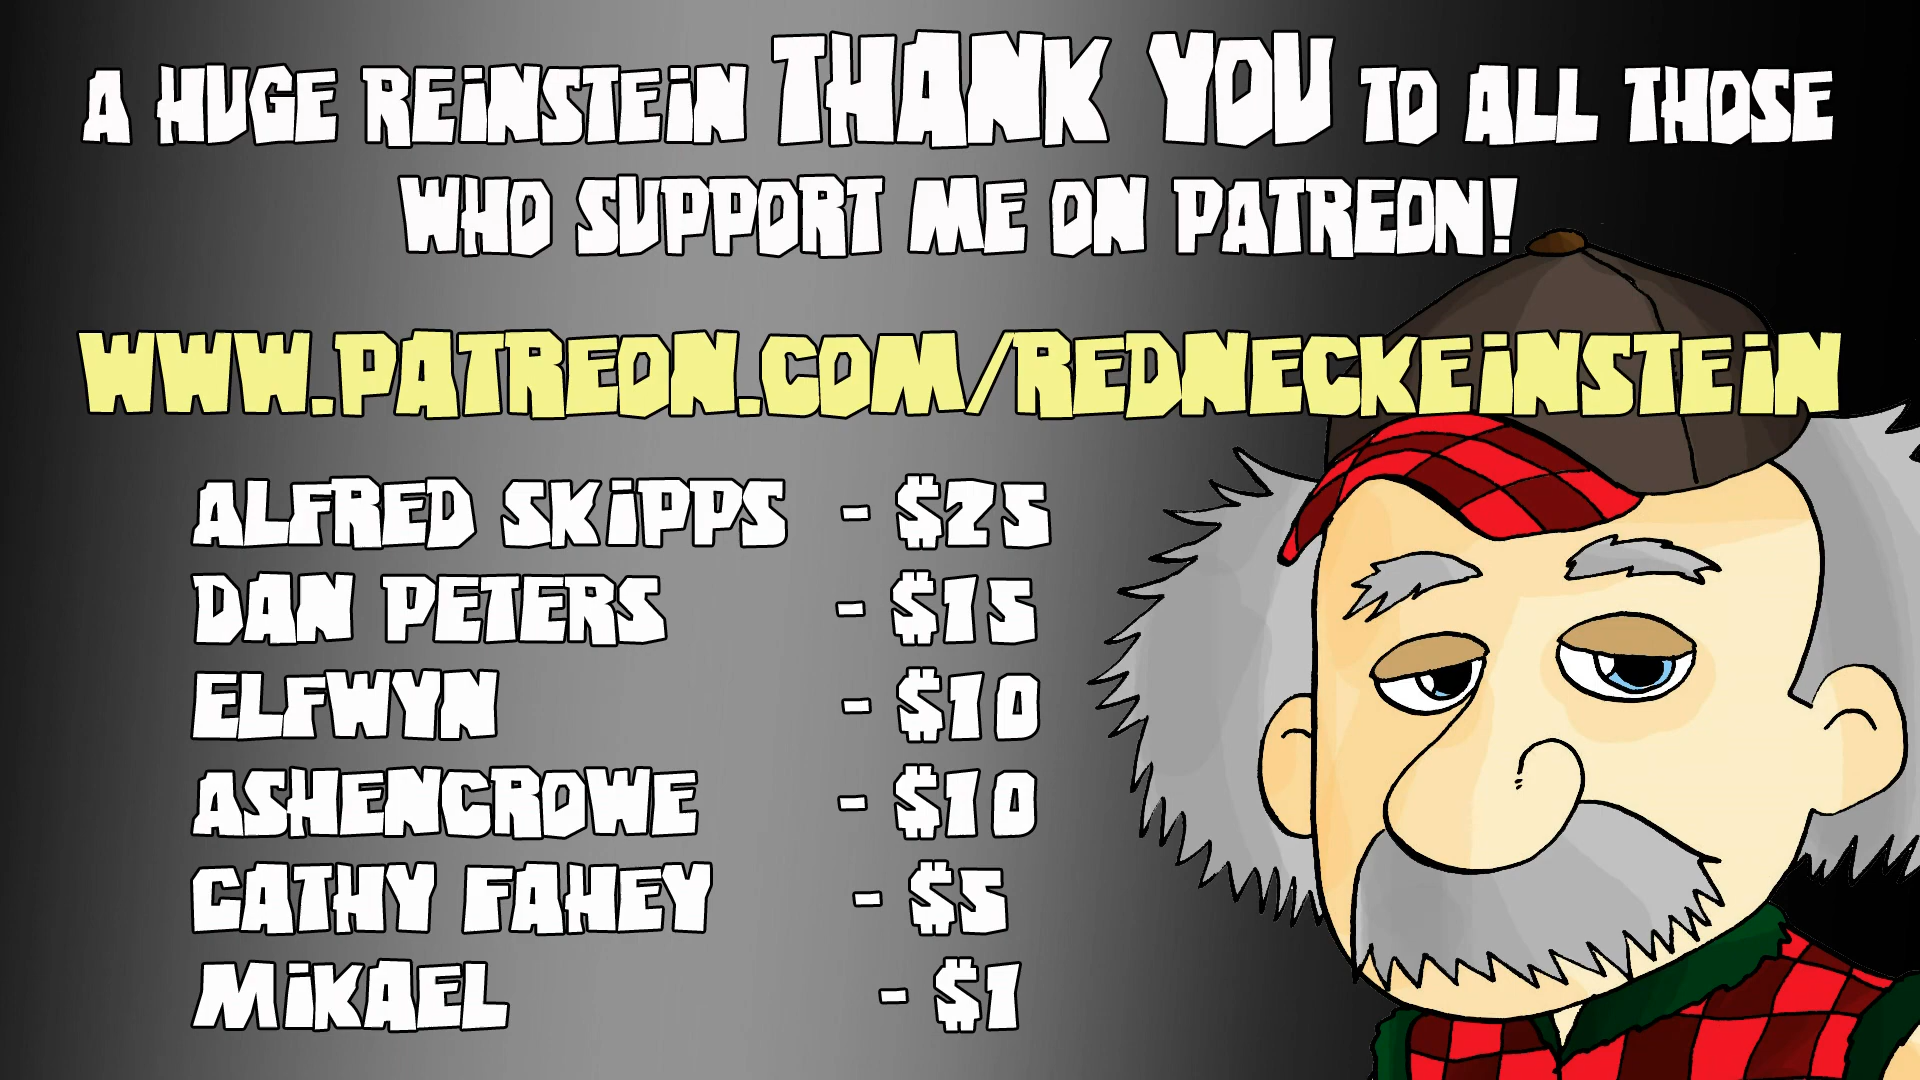 A HUGE REINSTEIN THANK YOU TO ALL THOSE
WHO SUPPORT ME ON PATREON!
WWW.PATREON.COM/REDNECKEINSTEIN
ALFRED SKIPPS - $25
DAN PETERS - $15
ELFWYN - $10
ASHENCROWE - $10
CATHY FAHEY - $5
MIKAEL - $1